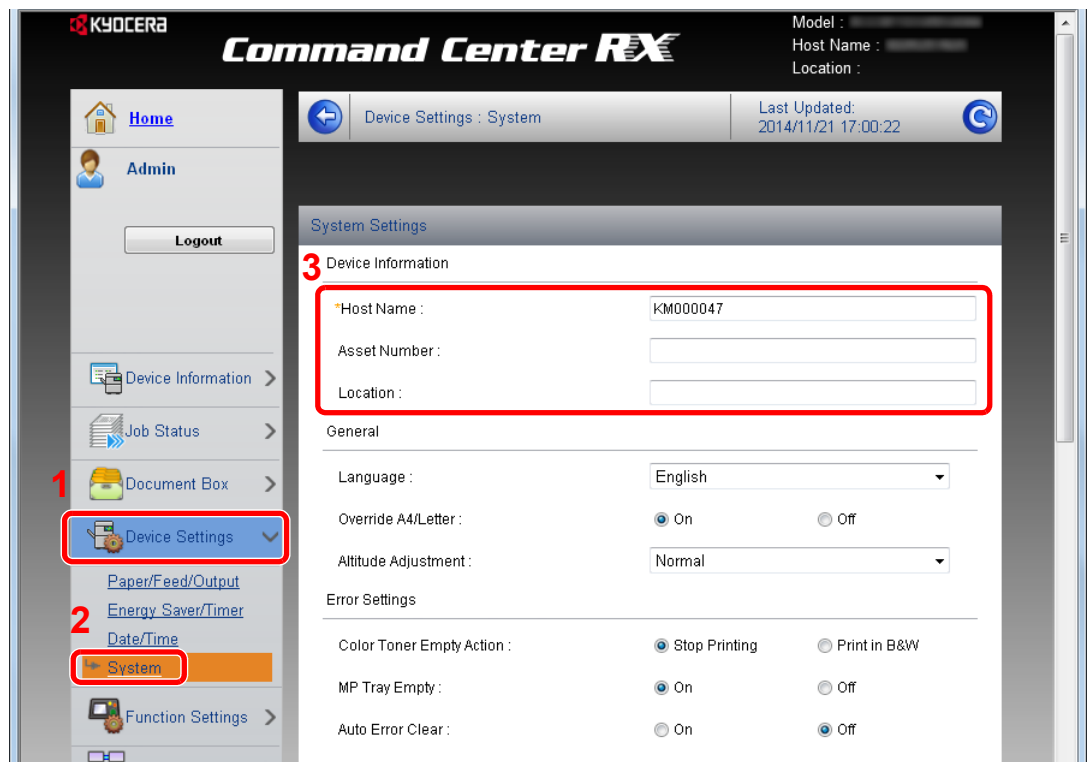 KYOCERA
Command Center RX
Model :
Host Name :
Location :
Home
Admin
Logout
Device Information
Job Status
1
Document Box
Device Settings
Paper/Feed/Output
2
Energy Saver/Timer
Date/Time
System
Function Settings
Device Settings : System
Last Updated:
2014/11/21 17:00:22
System Settings
3
Device Information
*Host Name : KM000047
Asset Number :
Location :
General
Language : English
Override A4/Letter : On Off
Altitude Adjustment : Normal
Error Settings
Color Toner Empty Action : Stop Printing Print in B&W
MP Tray Empty : On Off
Auto Error Clear : On Off